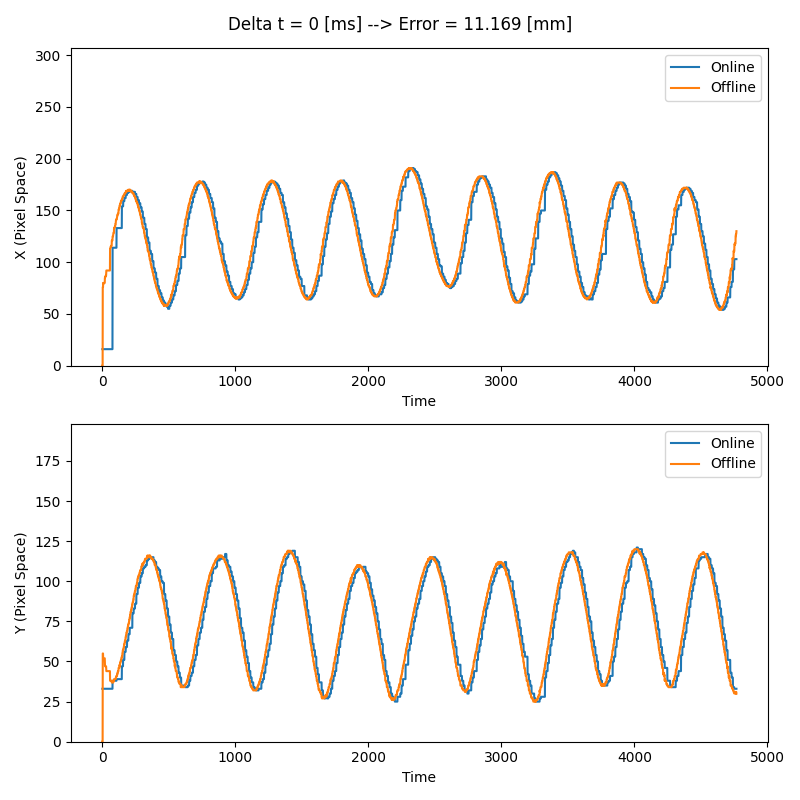 Delta t = 0 [ms] --> Error = 11.169 [mm]
300
250
200
150
100
50
0
X (Pixel Space)
Online
Offline
0 1000 2000 3000 4000 5000
Time
175
150
125
100
75
50
25
0
Y (Pixel Space)
Online
Offline
0 1000 2000 3000 4000 5000
Time